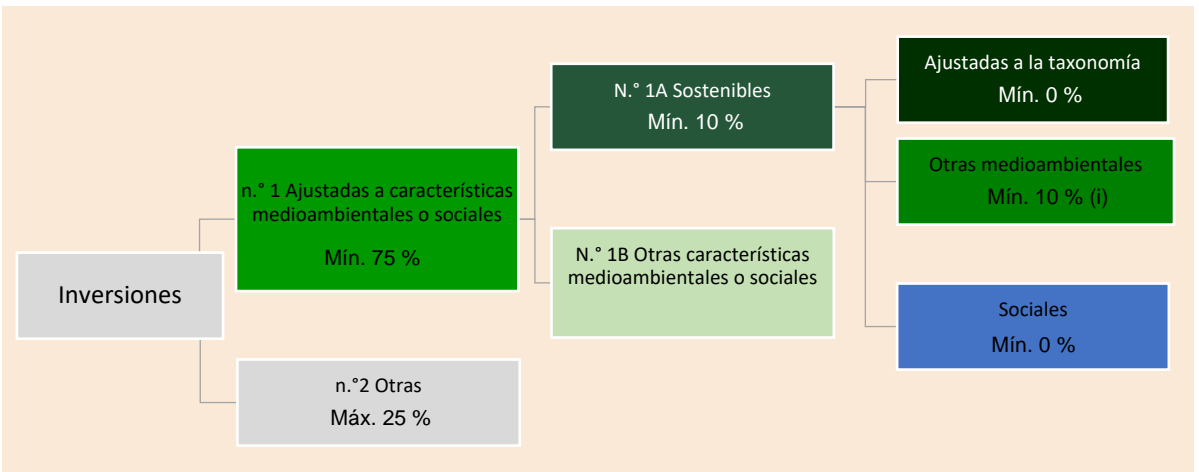 Inversiones
n.° 1 Ajustadas a características
medioambientales o sociales
Mín. 75 %
n.°2 Otras
Máx. 25 %
N.° 1A Sostenibles
Mín. 10 %
N.° 1B Otras características
medioambientales o sociales
Ajustadas a la taxonomía
Mín. 0 %
Otras medioambientales
Mín. 10 % (i)
Sociales
Mín. 0 %